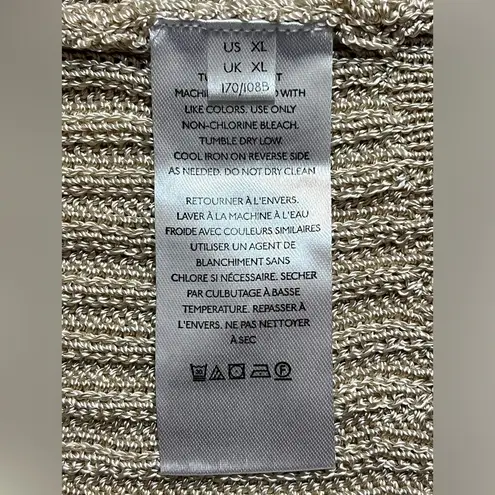 US XL
UK XL
170/108B
MACHI WITH
LIKE COLORS. USE ONLY
NON-CHLORINE BLEACH.
TUMBLE DRY LOW.
COOL IRON ON REVERSE SIDE
AS NEEDED. DO NOT DRY CLEAN
RETOURNER À L'ENVERS.
LAVER À LA MACHINE À L'EAU
FROIDE AVEC COULEURS SIMILAIRES
UTILISER UN AGENT DE
BLANCHIMENT SANS
CHLORE SI NÉCESSAIRE. SECHER
PAR CULBUTAGE À BASSE
TEMPERATURE. REPASSER À
L'ENVERS. NE PAS NETTOYER
À SEC